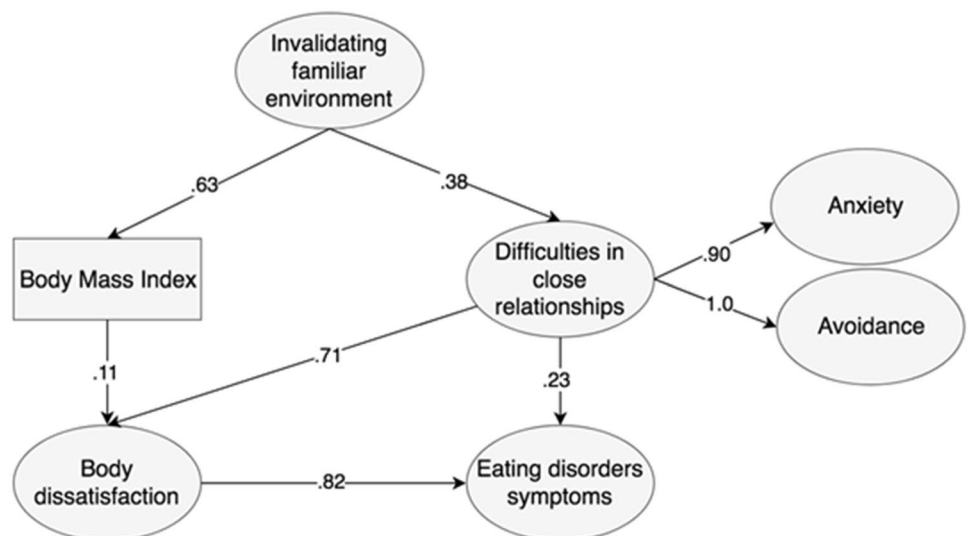 Invalidating
familiar
environment
.63
.38
Anxiety
Difficulties in
close
relationships
.90
Body Mass Index
1.0
Avoidance
.71
.11
.23
Body
dissatisfaction
.82
Eating disorders
symptoms